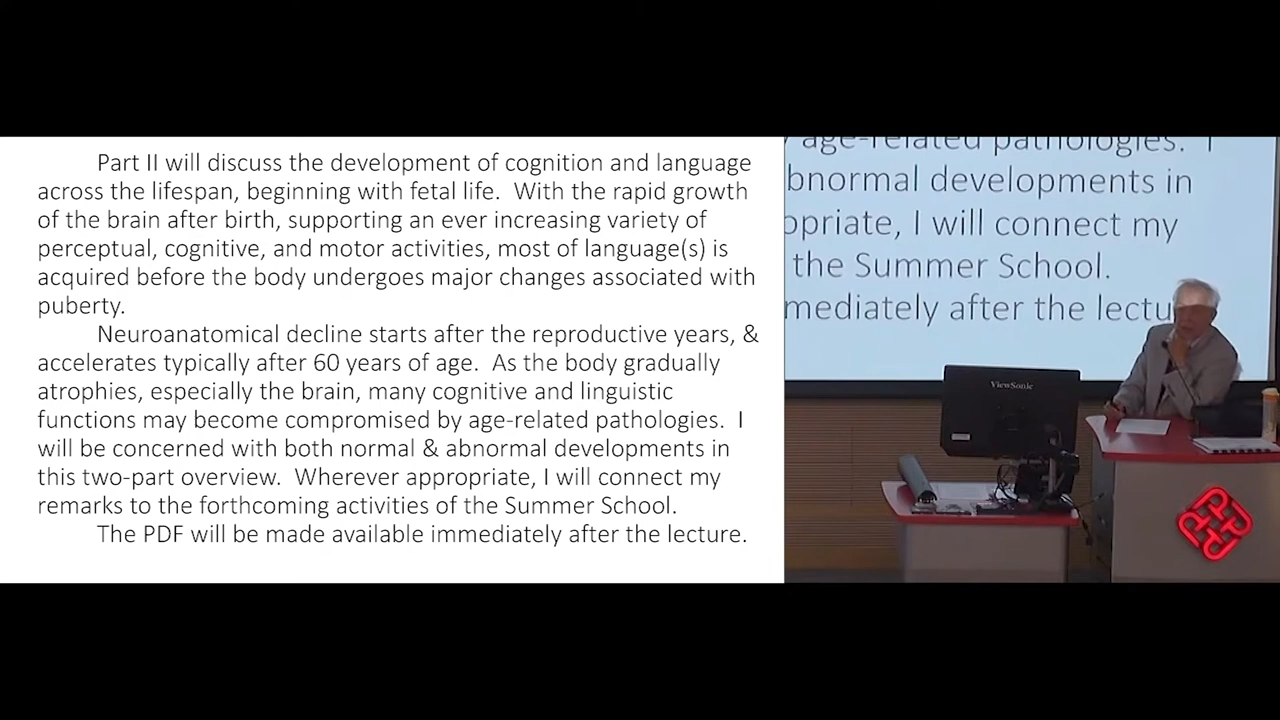 Part II will discuss the development of cognition and language
across the lifespan, beginning with fetal life. With the rapid growth
of the brain after birth, supporting an ever increasing variety of
perceptual, cognitive, and motor activities, most of language(s) is
acquired before the body undergoes major changes associated with
puberty.
Neuroanatomical decline starts after the reproductive years, &
accelerates typically after 60 years of age. As the body gradually
atrophies, especially the brain, many cognitive and linguistic
functions may become compromised by age-related pathologies. I
will be concerned with both normal & abnormal developments in
this two-part overview. Wherever appropriate, I will connect my
remarks to the forthcoming activities of the Summer School.
The PDF will be made available immediately after the lecture.
age-related pathologies. I
bnormal developments in
opriate, I will connect my
the Summer School.
mediately after the lectu
ViewSonic